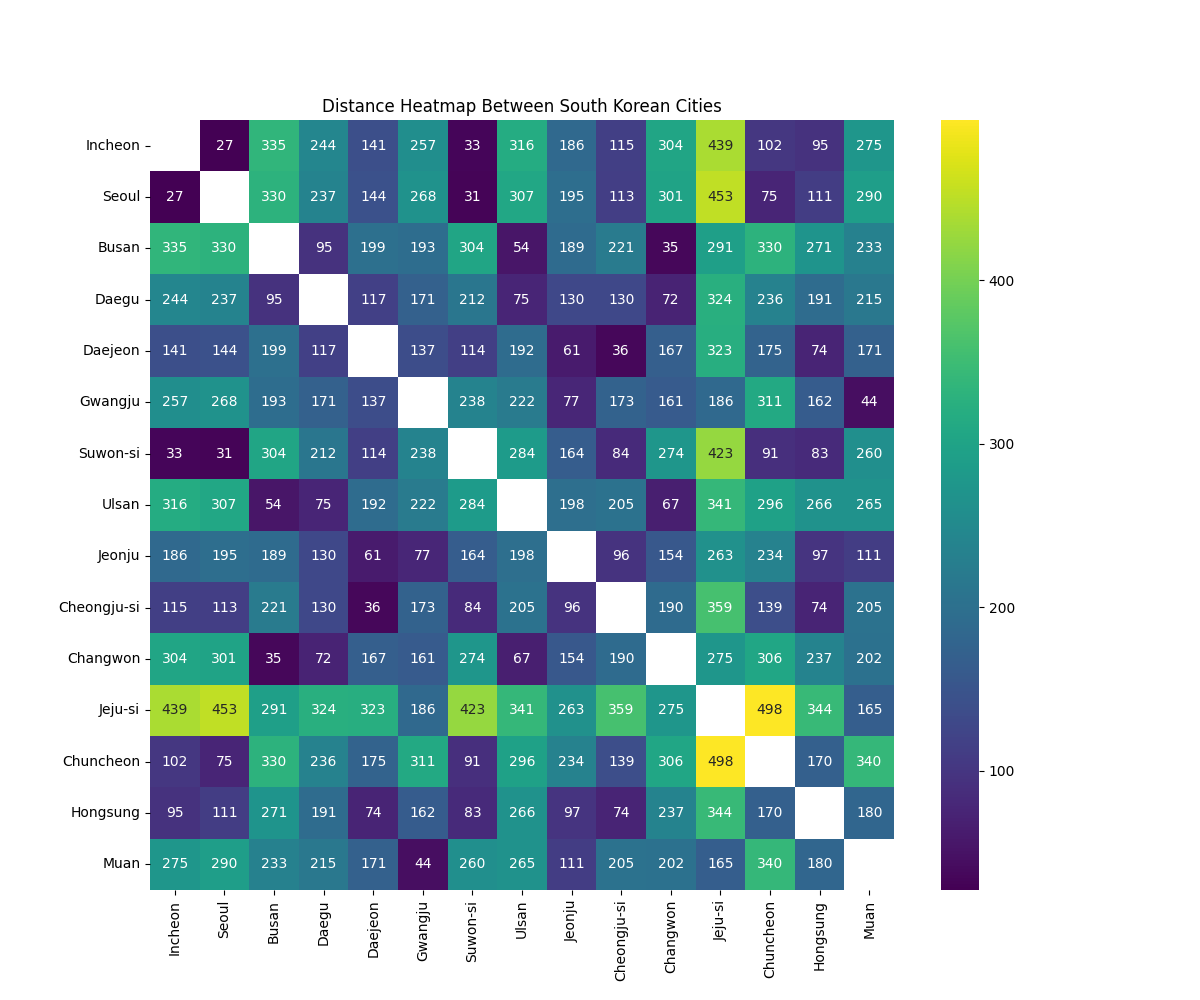 Distance Heatmap Between South Korean Cities
Incheon 27 335 244 141 257 33 316 186 115 304 439 102 95 275
Seoul 27 330 237 144 268 31 307 195 113 301 453 75 111 290
Busan 335 330 95 199 193 304 54 189 221 35 291 330 271 233
Daegu 244 237 95 117 171 212 75 130 130 72 324 236 191 215
Daejeon 141 144 199 117 137 114 192 61 36 167 323 175 74 171
Gwangju 257 268 193 171 137 238 222 77 173 161 186 311 162 44
Suwon-si 33 31 304 212 114 238 284 164 84 274 423 91 83 260
Ulsan 316 307 54 75 192 222 284 198 205 67 341 296 266 265
Jeonju 186 195 189 130 61 77 164 198 96 154 263 234 97 111
Cheongju-si 115 113 221 130 36 173 84 205 96 190 359 139 74 205
Changwon 304 301 35 72 167 161 274 67 154 190 275 306 237 202
Jeju-si 439 453 291 324 323 186 423 341 263 359 275 498 344 165
Chuncheon 102 75 330 236 175 311 91 296 234 139 306 498 170 340
Hongsung 95 111 271 191 74 162 83 266 97 74 237 344 170 180
Muan 275 290 233 215 171 44 260 265 111 205 202 165 340 180
Incheon Seoul Busan Daegu Daejeon Gwangju Suwon-si Ulsan Jeonju Cheongju-si Changwon Jeju-si Chuncheon Hongsung Muan
400
300
200
100